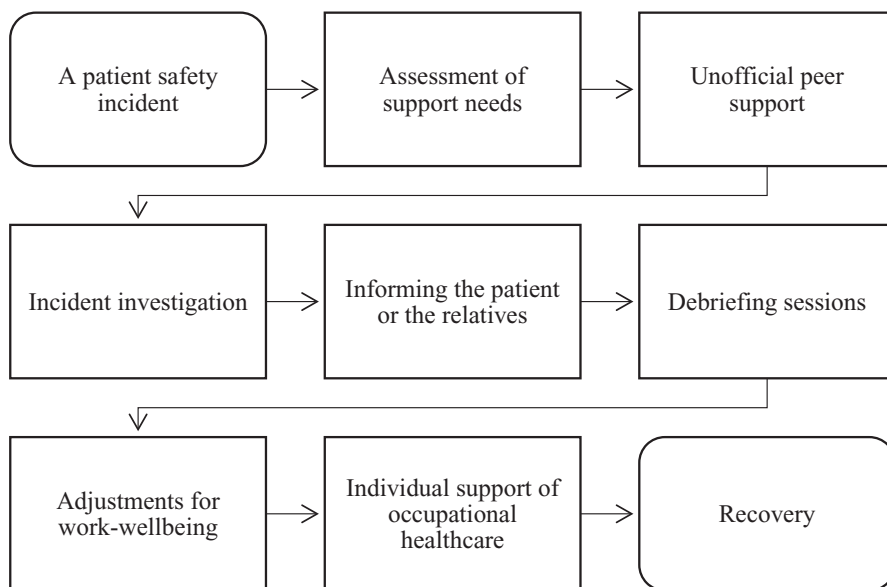 A patient safety
incident
Assessment of
support needs
Unofficial peer
support
Incident investigation
Informing the patient
or the relatives
Debriefing sessions
Adjustments for
work-wellbeing
Individual support of
occupational
healthcare
Recovery